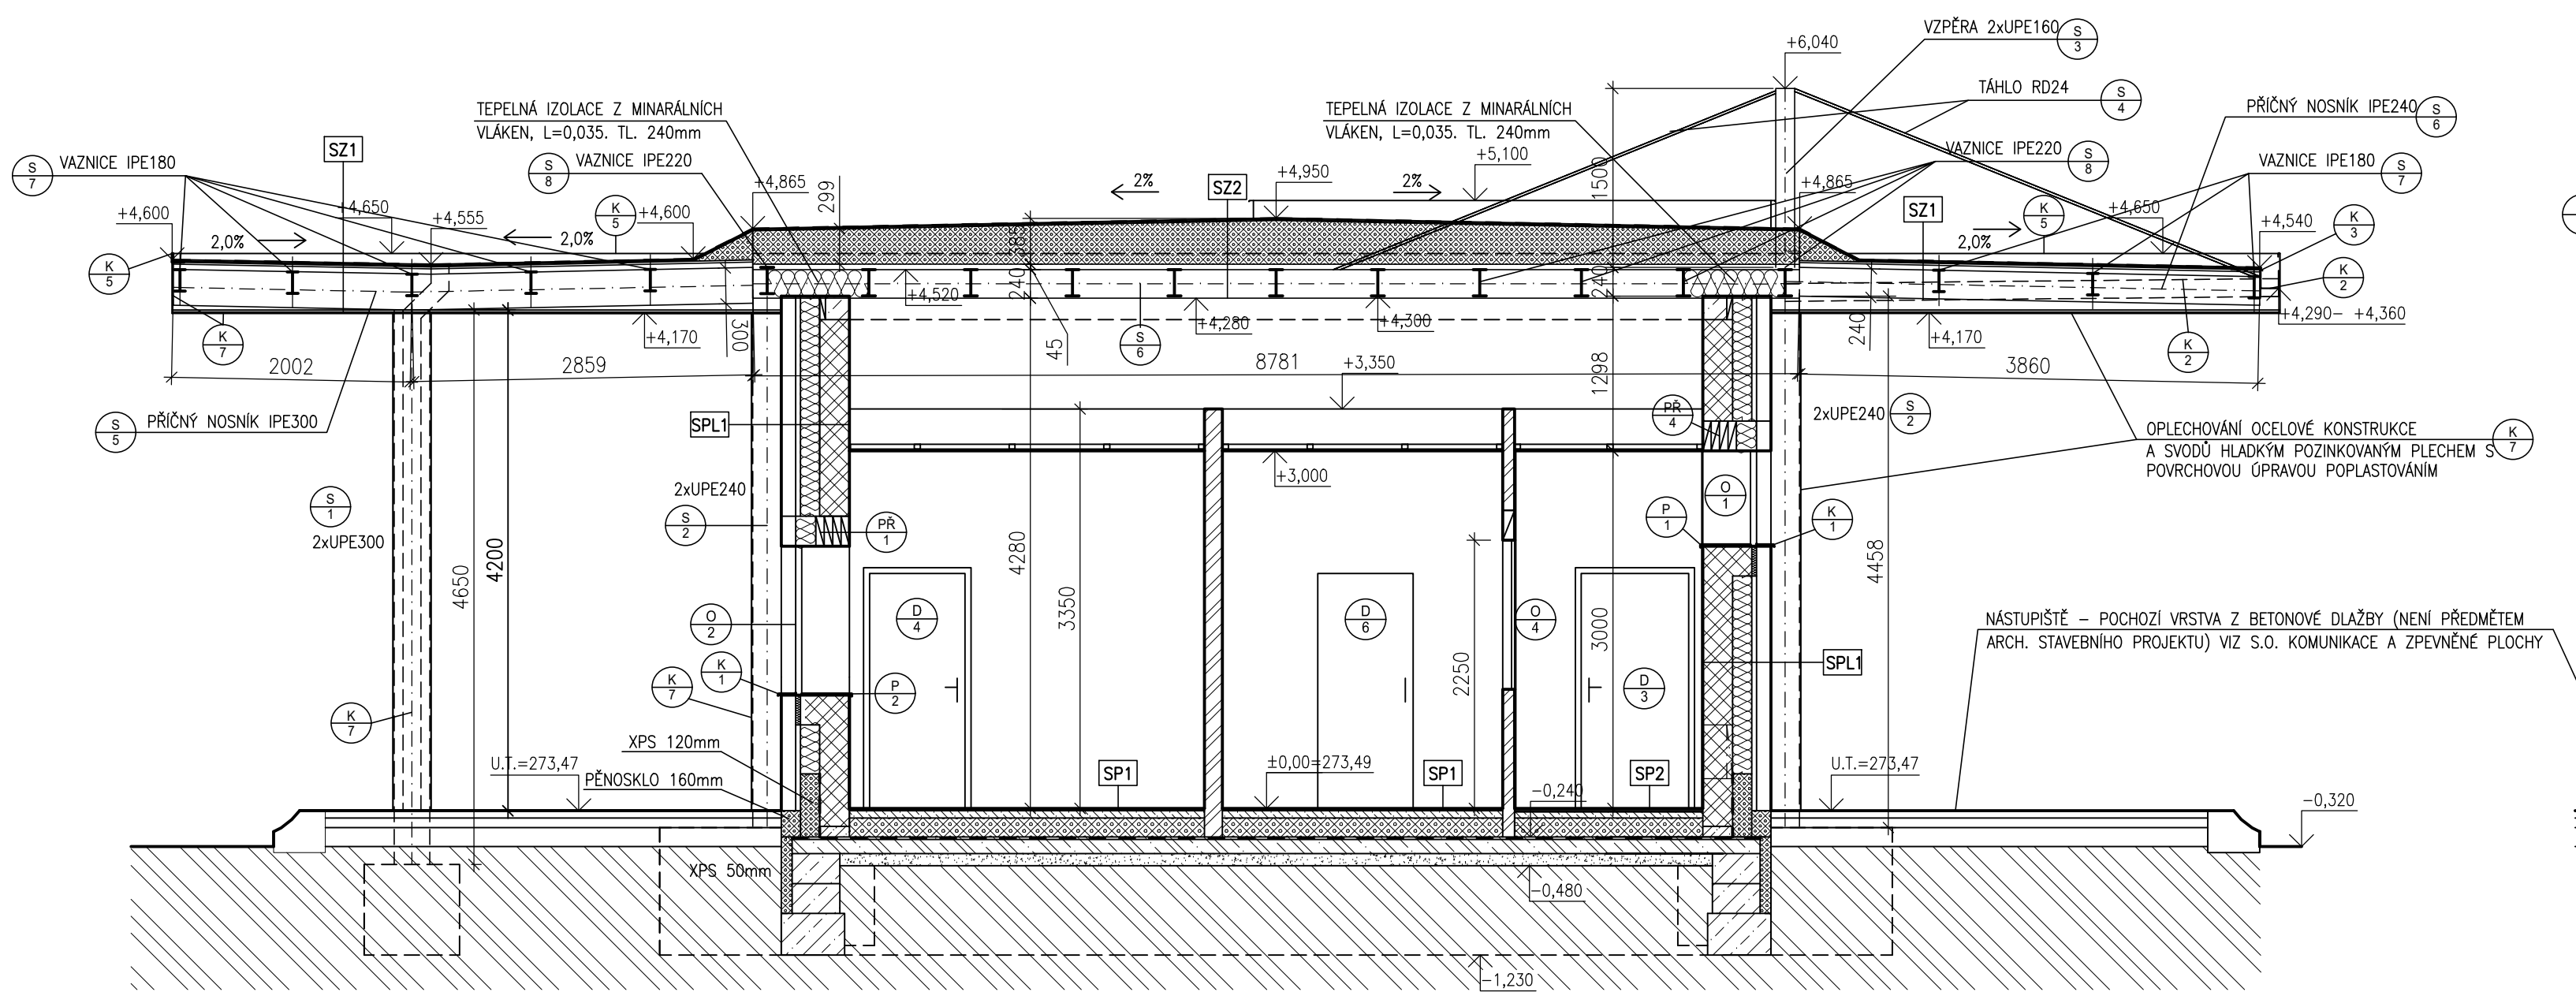 VZPĚRA 2xUPE160
S
3
+6,040
TÁHLO RD24
S
4
PŘÍČNÝ NOSNÍK IPE240
S
6
TEPELNÁ IZOLACE Z MINARÁLNÍCH
VLÁKEN, L=0,035. TL. 240mm
TEPELNÁ IZOLACE Z MINARÁLNÍCH
VLÁKEN, L=0,035. TL. 240mm
SZ1
S
7
VAZNICE IPE180
S
8
VAZNICE IPE220
+5,100
VAZNICE IPE220
S
8
VAZNICE IPE180
S
7
+4,865
299
2%
SZ2
+4,950
2%
1500
+4,865
SZ1
K
5
+4,650
+4,540
K
3
+4,600
+4,650
+4,555
K
5
+4,600
2,0%
2,0%
2,0%
K
5
385
240
+4,520
240
K
2
+4,290– +4,360
K
7
+4,170
300
45
+4,280
S
6
+4,300
240
+4,170
K
2
2002
2859
8781
+3,350
1298
3860
S
5
PŘÍČNÝ NOSNÍK IPE300
SPL1
PŘ
4
2xUPE240
S
2
OPLECHOVÁNÍ OCELOVÉ KONSTRUKCE
A SVODŮ HLADKÝM POZINKOVANÝM PLECHEM S
POVRCHOVOU ÚPRAVOU POPLASTOVÁNÍM
K
7
+3,000
S
1
2xUPE300
2xUPE240
S
2
PŘ
1
O
1
P
1
K
1
4650
4200
4280
3350
2250
3000
4458
O
2
D
4
D
6
O
4
D
3
SPL1
K
1
K
7
P
2
K
7
NÁSTUPIŠTĚ – POCHOZÍ VRSTVA Z BETONOVÉ DLAŽBY (NENÍ PŘEDMĚTEM
ARCH. STAVEBNÍHO PROJEKTU) VIZ S.O. KOMUNIKACE A ZPEVNĚNÉ PLOCHY
XPS 120mm
U.T.=273,47
PĚNOSKLO 160mm
SP1
±0,00=273,49
SP1
SP2
U.T.=273,47
–0,240
–0,320
XPS 50mm
–0,480
–1,230